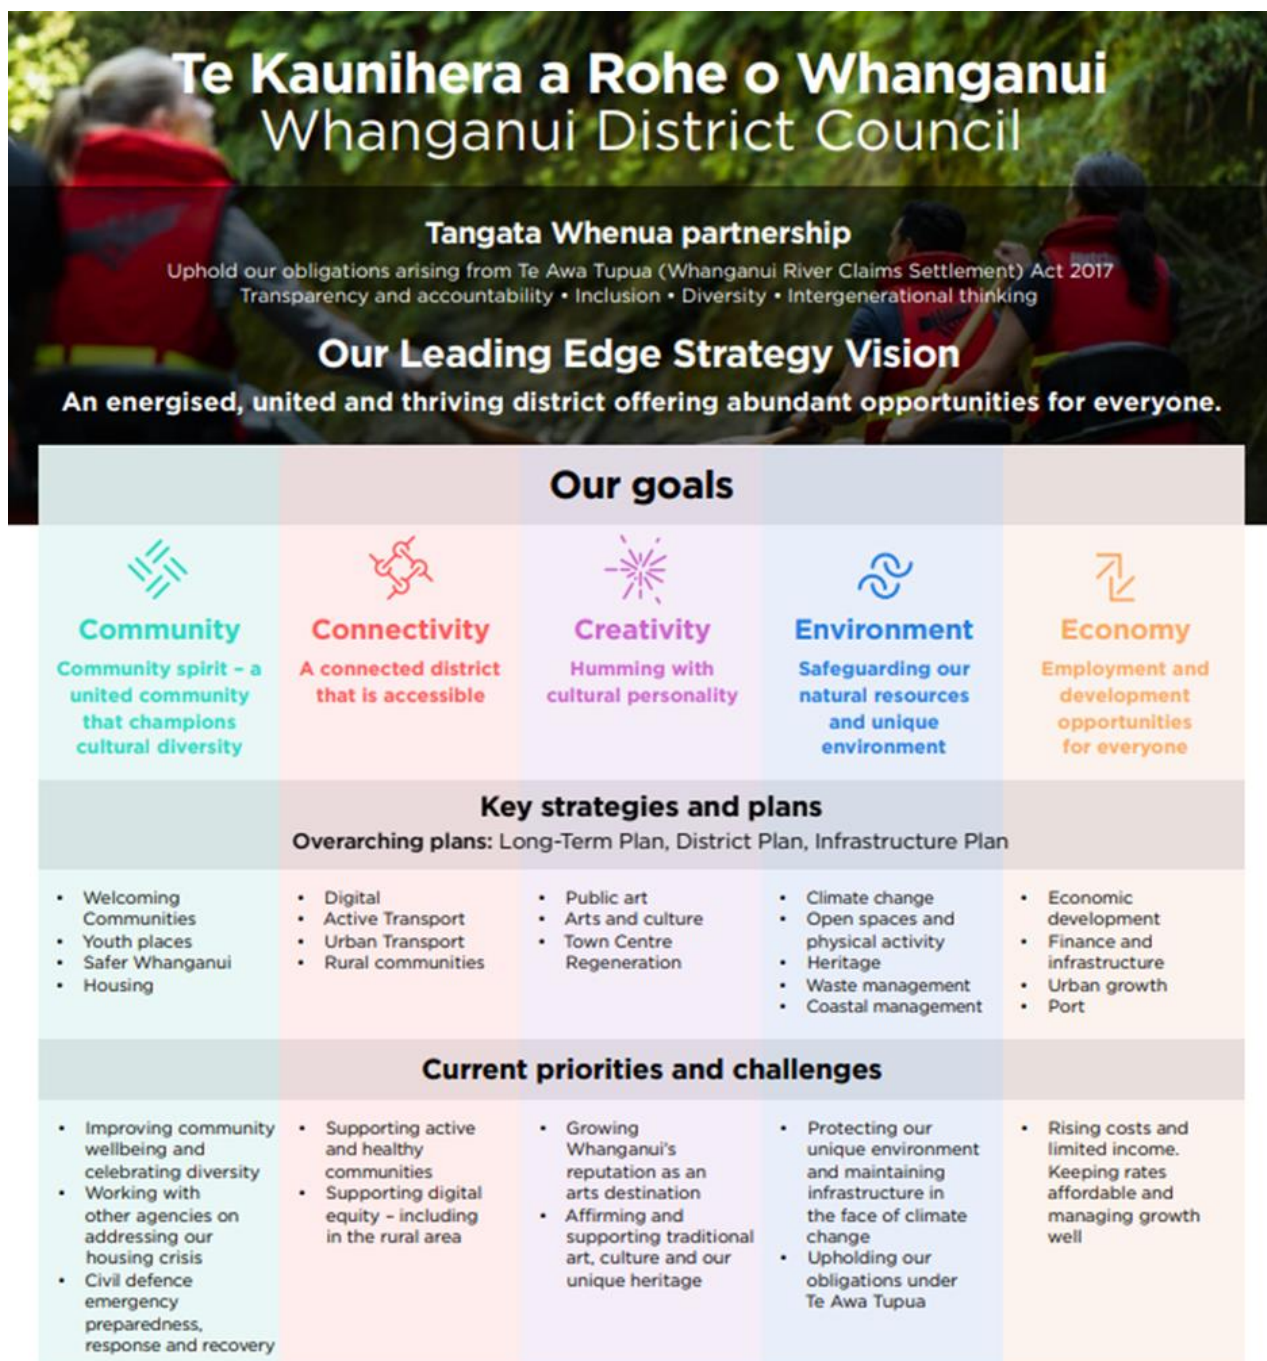 Te Kaunihera a Rohe o Whanganui
Whanganui District Council
Tangata Whenua partnership
Uphold our obligations arising from Te Awa Tupua (Whanganui River Claims Settlement) Act 2017
Transparency and accountability • Inclusion • Diversity • Intergenerational thinking
Our Leading Edge Strategy Vision
An energised, united and thriving district offering abundant opportunities for everyone.
Our goals
Community
Community spirit – a
united community
that champions
cultural diversity
Connectivity
A connected district
that is accessible
Creativity
Humming with
cultural personality
Environment
Safeguarding our
natural resources
and unique
environment
Economy
Employment and
development
opportunities
for everyone
Key strategies and plans
Overarching plans: Long-Term Plan, District Plan, Infrastructure Plan
• Welcoming
Communities
• Youth places
• Safer Whanganui
• Housing
• Digital
• Active Transport
• Urban Transport
• Rural communities
• Public art
• Arts and culture
• Town Centre
Regeneration
• Climate change
• Open spaces and
physical activity
• Heritage
• Waste management
• Coastal management
• Economic
development
• Finance and
infrastructure
• Urban growth
• Port
Current priorities and challenges
• Improving community
wellbeing and
celebrating diversity
• Working with
other agencies on
addressing our
housing crisis
• Civil defence
emergency
preparedness,
response and recovery
• Supporting active
and healthy
communities
• Supporting digital
equity – including
in the rural area
• Growing
Whanganui's
reputation as an
arts destination
• Affirming and
supporting traditional
art, culture and our
unique heritage
• Protecting our
unique environment
and maintaining
infrastructure in
the face of climate
change
• Upholding our
obligations under
Te Awa Tupua
• Rising costs and
limited income.
Keeping rates
affordable and
managing growth
well